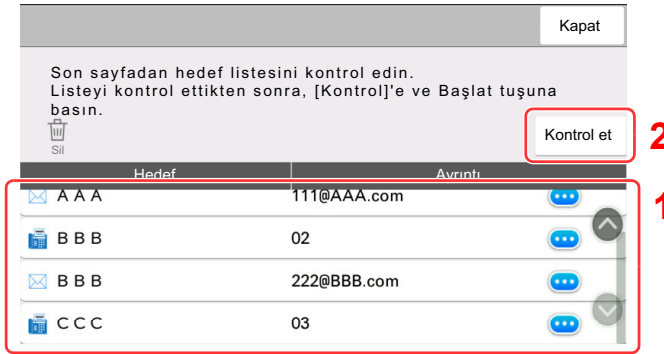 Kapat
Son sayfadan hedef listesini kontrol edin.
Listeyi kontrol ettikten sonra, [Kontrol]'e ve Başlat tuşuna
basın.
Sil
Kontrol et
2
Hedef Ayrıntı
1
A A A 111@AAA.com
B B B 02
B B B 222@BBB.com
C C C 03